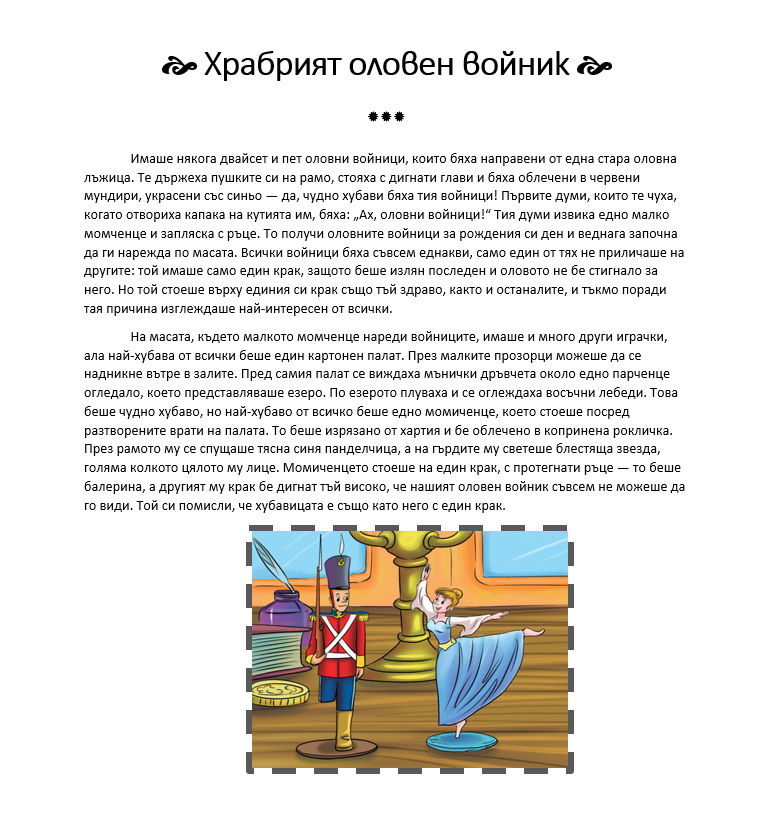 Храбрият оловен войник
Имаше някога двайсет и пет оловни войници, които бяха направени от една стара оловна
лъжица. Те държеха пушките си на рамо, стояха с дигнати глави и бяха облечени в червени
мундири, украсени със синьо — да, чудно хубави бяха тия войници! Първите думи, които те чуха,
когато отвориха капака на кутията им, бяха: „Ах, оловни войници!“ Тия думи извика едно малко
момченце и запляска с ръце. То получи оловните войници за рождения си ден и веднага започна
да ги нарежда по масата. Всички войници бяха съвсем еднакви, само един от тях не приличаше на
другите: той имаше само един крак, защото беше излян последен и оловото не бе стигнало за
него. Но той стоеше върху единия си крак също тъй здраво, както и останалите, и тъкмо поради
тая причина изглеждаше най-интересен от всички.
На масата, където малкото момченце нареди войниците, имаше и много други играчки,
ала най-хубава от всички беше един картонен палат. През малките прозорци можеше да се
надникне вътре в залите. Пред самия палат се виждаха мънички дръвчета около едно парченце
огледало, което представляваше езеро. По езерото плуваха и се оглеждаха восъчни лебеди. Това
беше чудно хубаво, но най-хубаво от всичко беше едно момиченце, което стоеше посред
разтворените врати на палата. То беше изрязано от хартия и бе облечено в копринена рокличка.
През рамото му се спущаше тясна синя панделчица, а на гърдите му светеше блестяща звезда,
голяма колкото цялото му лице. Момиченцето стоеше на един крак, с протегнати ръце — то беше
балерина, а другият му крак бе дигнат тъй високо, че нашият оловен войник съвсем не можеше да
го види. Той си помисли, че хубавицата е също като него с един крак.